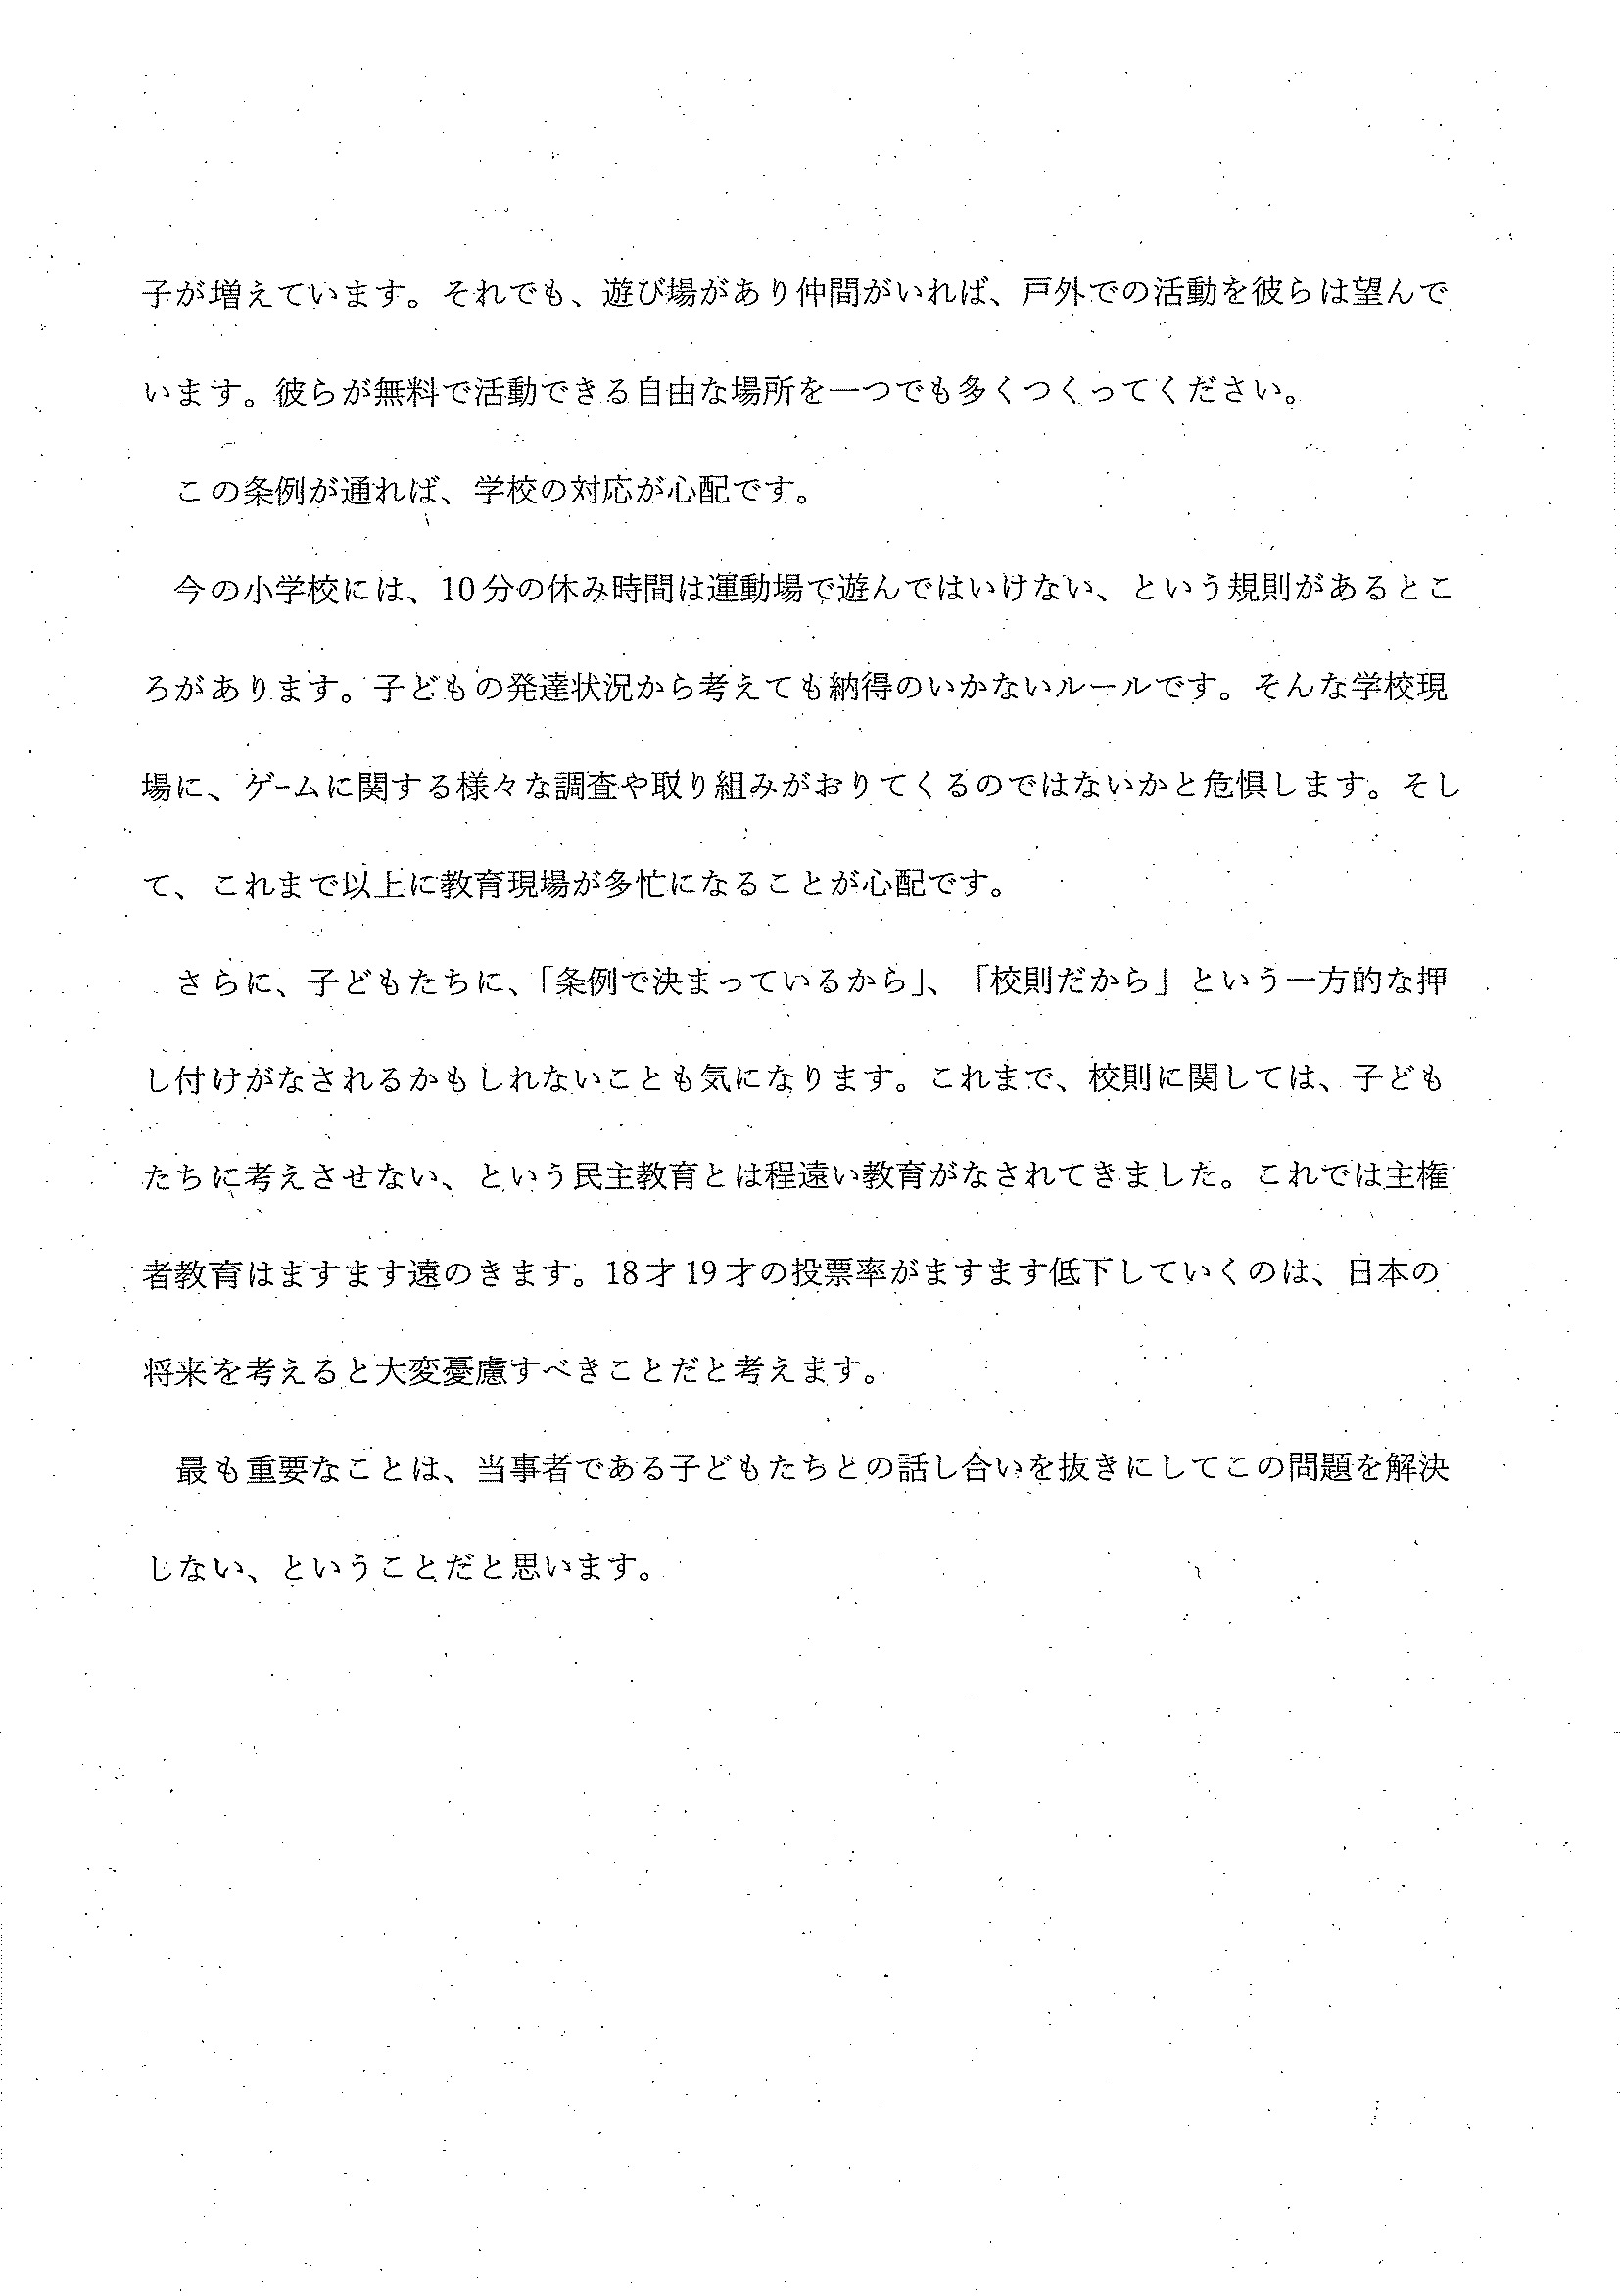 子が増えています。それでも、遊び場があり仲間がいれば、戸外での活動を彼らは望んで
います。彼らが無料で活動できる自由な場所を一つでも多くつくってください。
この条例が通れば、学校の対応が心配です。
今の小学校には、10分の休み時間は運動場で遊んではいけない、という規則があるとこ
ろがあります。子どもの発達状況から考えても納得のいかないルールです。そんな学校現
場に、ゲームに関する様々な調査や取り組みがおりてくるのではないかと危惧します。そし
て、これまで以上に教育現場が多忙になることが心配です。
さらに、子どもたちに、「条例で決まっているから」、「校則だから」という一方的な押
し付けがなされるかもしれないことも気になります。これまで、校則に関しては、子ども
たちに考えさせない、という民主教育とは程遠い教育がなされてきました。これでは主権
者教育はますます遠のきます。18才19才の投票率がますます低下していくのは、日本の
将来を考えると大変憂慮すべきことだと考えます。
最も重要なことは、当事者である子どもたちとの話し合いを抜きにしてこの問題を解決
しない、ということだと思います。